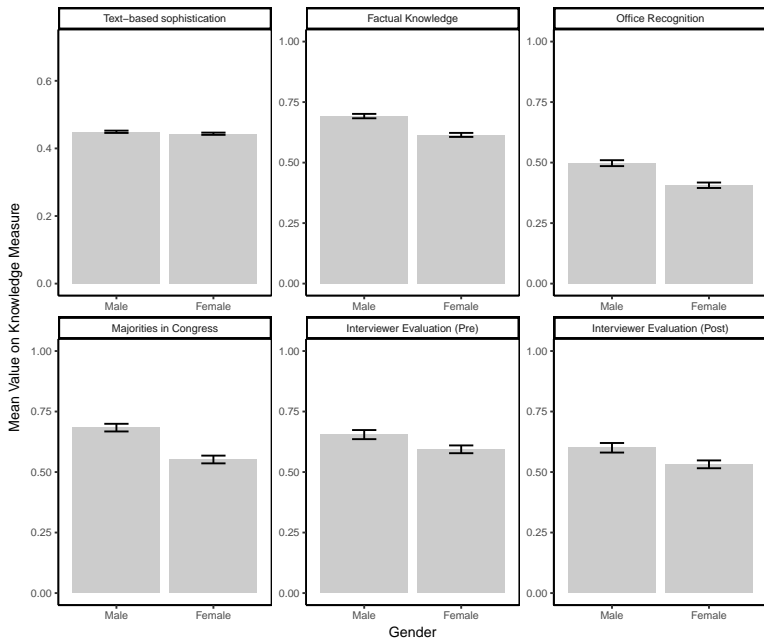 Text−based sophistication
Factual Knowledge
Office Recognition
0.0
0.2
0.4
0.6
0.00
0.25
0.50
0.75
1.00
0.00
0.25
0.50
0.75
1.00
Male Female
Male Female
Male Female
Majorities in Congress
Interviewer Evaluation (Pre)
Interviewer Evaluation (Post)
0.00
0.25
0.50
0.75
1.00
0.00
0.25
0.50
0.75
1.00
0.00
0.25
0.50
0.75
1.00
Male Female
Male Female
Male Female
Gender
Mean Value on Knowledge Measure